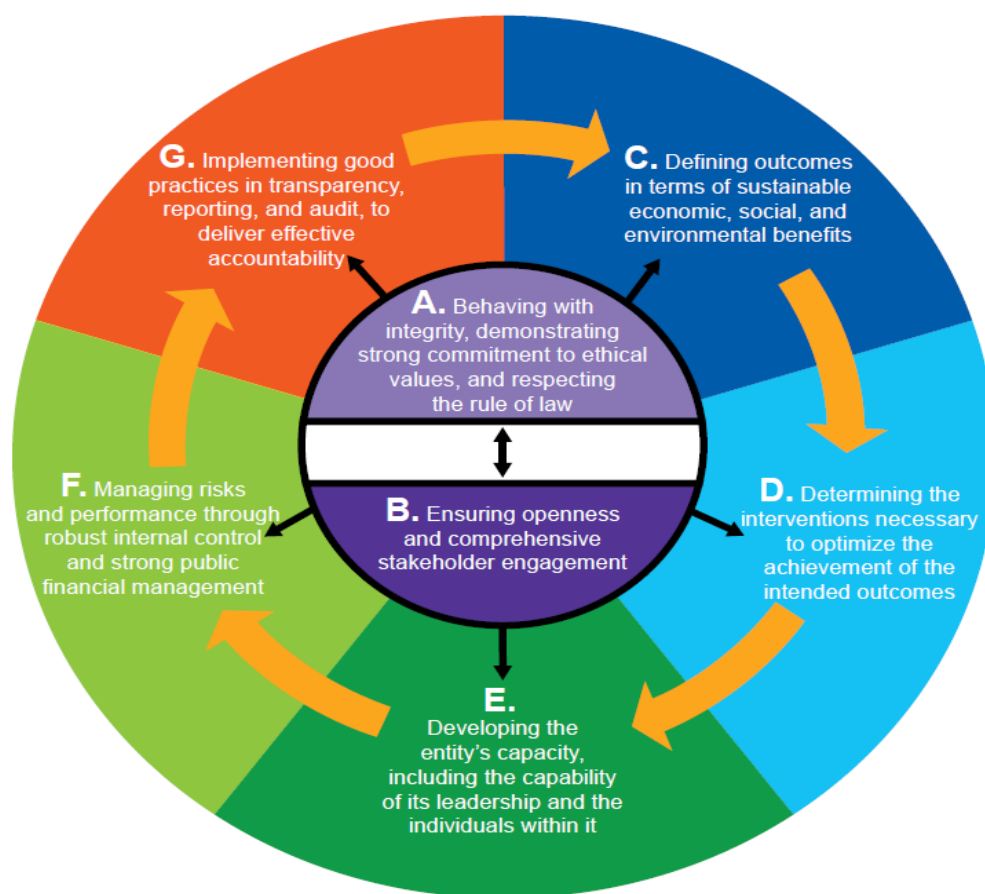 A. Behaving with
integrity, demonstrating
strong commitment to ethical
values, and respecting
the rule of law
B. Ensuring openness
and comprehensive
stakeholder engagement
C. Defining outcomes
in terms of sustainable
economic, social, and
environmental benefits
D. Determining the
interventions necessary
to optimize the
achievement of the
intended outcomes
E.
Developing the
entity's capacity,
including the capability
of its leadership and the
individuals within it
F. Managing risks
and performance through
robust internal control
and strong public
financial management
G. Implementing good
practices in transparency,
reporting, and audit, to
deliver effective
accountability